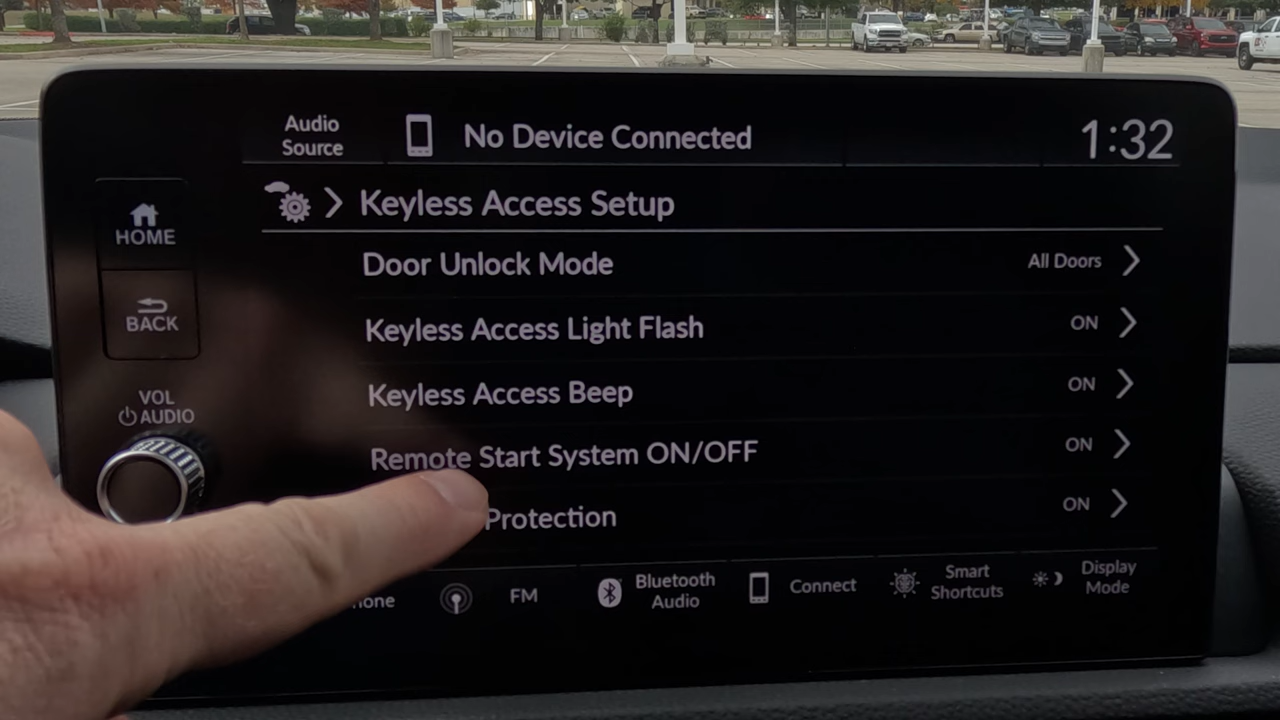 Audio
Source
No Device Connected
1:32
Keyless Access Setup
HOME
Door Unlock Mode All Doors
Keyless Access Light Flash ON
BACK
Keyless Access Beep ON
VOL
AUDIO
Remote Start System ON/OFF ON
Protection ON
FM
Bluetooth
Audio
Connect
Smart
Shortcuts
Display
Mode